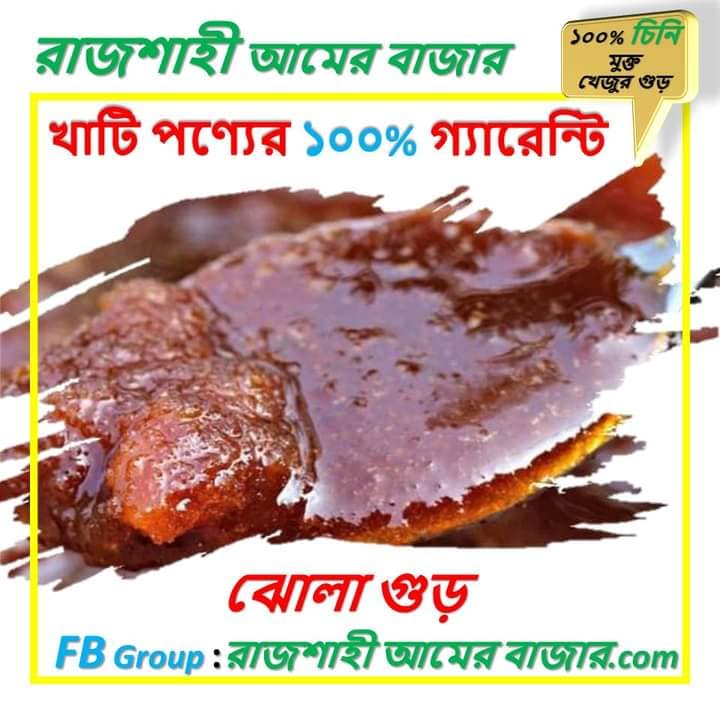 রাজশাহী আমের বাজার
১০০% চিনি
মুক্ত
খেজুর গুড়
খাটি পণ্যের ১০০% গ্যারেন্টি
ঝোলা গুড়
FB Group : রাজশাহী আমের বাজার.com